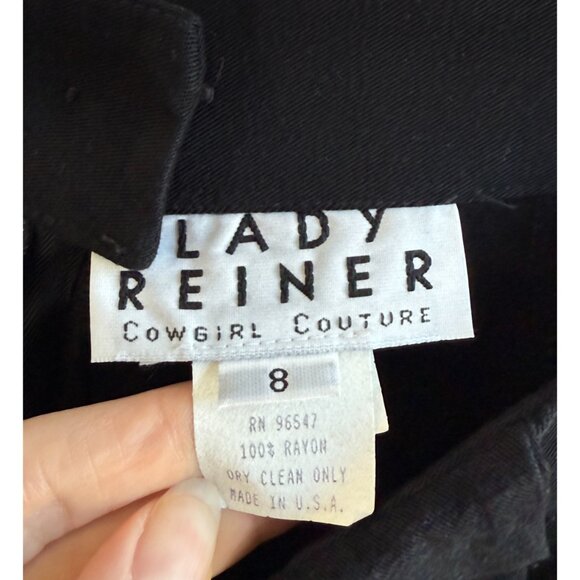 LADY
REINER
COWGIRL COUTURE
8
RN 96547
100% RAYON
DRY CLEAN ONLY
MADE IN U.S.A.